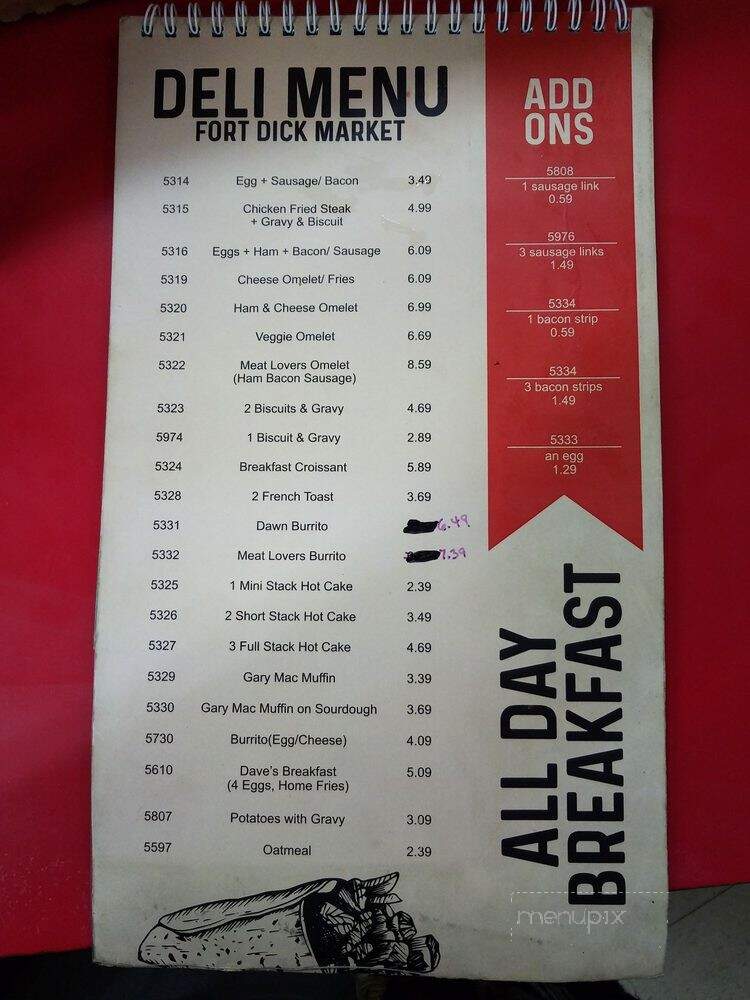 DELI MENU
FORT DICK MARKET
5314 Egg + Sausage/ Bacon 3.49
5315 Chicken Fried Steak 4.99
+ Gravy & Biscuit
5316 Eggs + Ham + Bacon/ Sausage 6.09
5319 Cheese Omelet/ Fries 6.09
5320 Ham & Cheese Omelet 6.99
5321 Veggie Omelet 6.69
5322 Meat Lovers Omelet 8.59
(Ham Bacon Sausage)
5323 2 Biscuits & Gravy 4.69
5974 1 Biscuit & Gravy 2.89
5324 Breakfast Croissant 5.89
5328 2 French Toast 3.69
5331 Dawn Burrito 6.49
5332 Meat Lovers Burrito 7.39
5325 1 Mini Stack Hot Cake 2.39
5326 2 Short Stack Hot Cake 3.49
5327 3 Full Stack Hot Cake 4.69
5329 Gary Mac Muffin 3.39
5330 Gary Mac Muffin on Sourdough 3.69
5730 Burrito(Egg/Cheese) 4.09
5610 Dave's Breakfast 5.09
(4 Eggs, Home Fries)
5807 Potatoes with Gravy 3.09
5597 Oatmeal 2.39
ADD
ONS
5808
1 sausage link
0.59
5976
3 sausage links
1.49
5334
1 bacon strip
0.59
5334
3 bacon strips
1.49
5333
an egg
1.29
ALL DAY
BREAKFAST
menupix